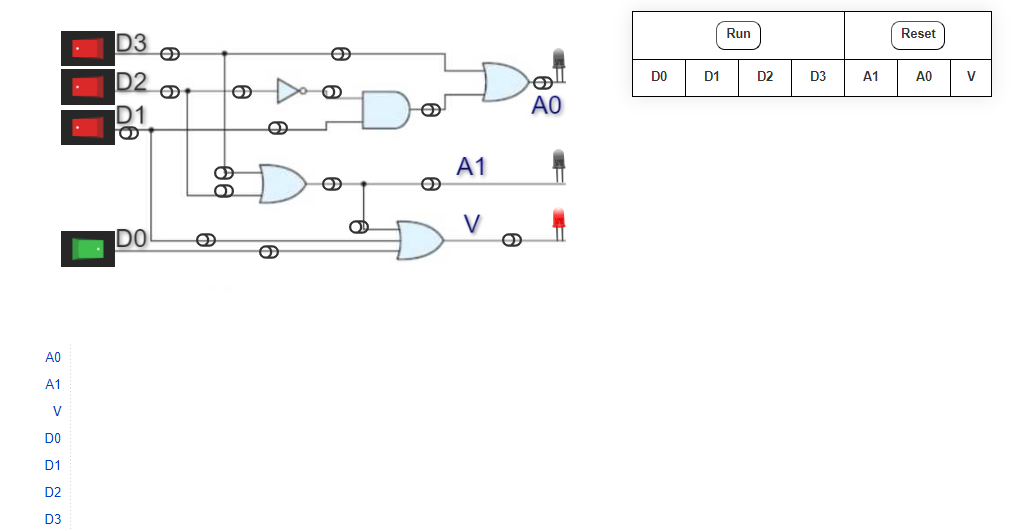 D3
D2
D1
D0
A0
A1
V
Run Reset
D0 D1 D2 D3 A1 A0 V
A0
A1
V
D0
D1
D2
D3